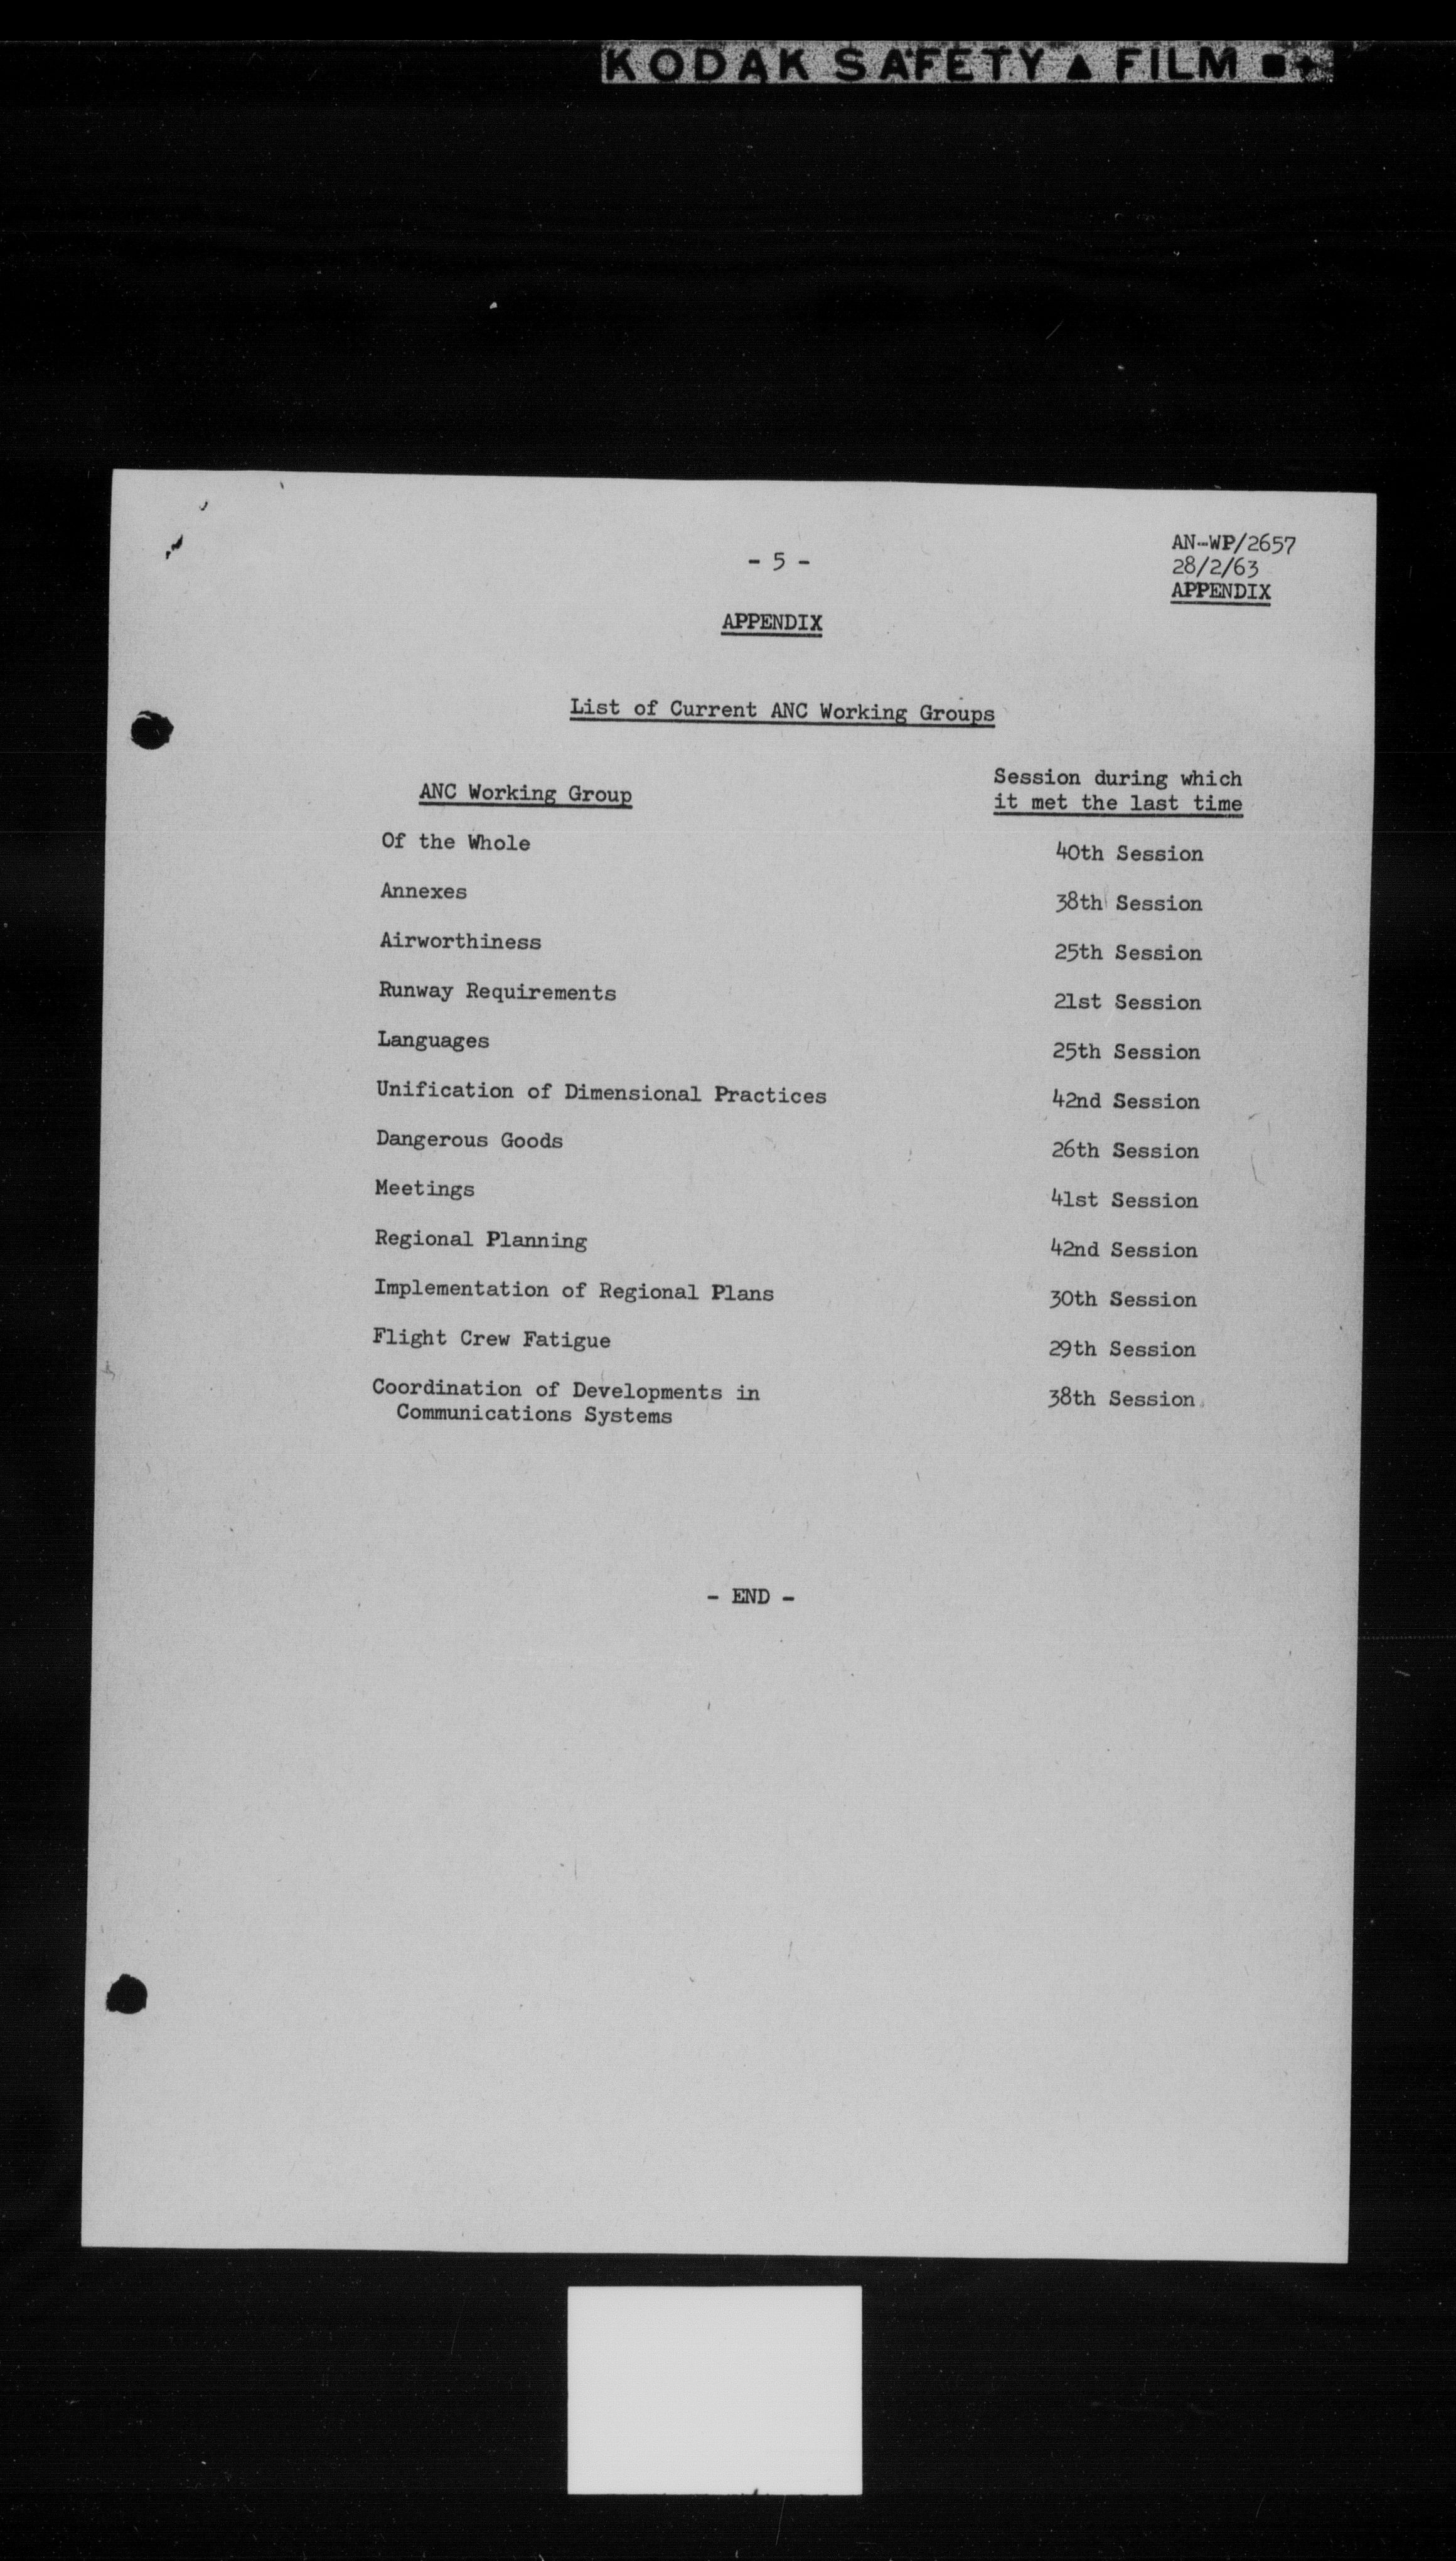 KODAK SAFETY ▲ FILM
AN-WP/2657
- 5 -
28/2/63
APPENDIX
APPENDIX
List of Current ANC Working Groups
Session during which
ANC Working Group
it met the last time
Of the Whole 40th Session
Annexes 38th Session
Airworthiness 25th Session
Runway Requirements 21st Session
Languages 25th Session
Unification of Dimensional Practices 42nd Session
Dangerous Goods 26th Session
Meetings 41st Session
Regional Planning 42nd Session
Implementation of Regional Plans 30th Session
Flight Crew Fatigue 29th Session
Coordination of Developments in 38th Session
Communications Systems
- END -